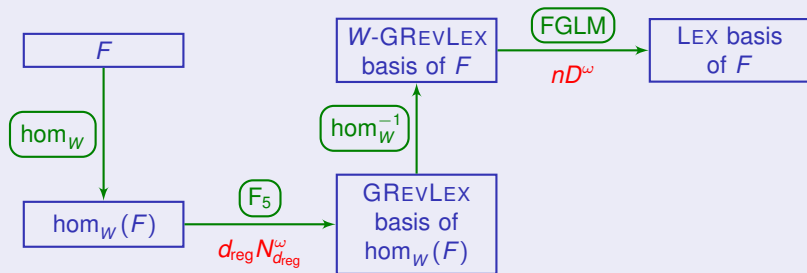 F
hom_W
hom_W(F)
F_5
d_reg N_{d_reg}^ω
GREVLEX
basis of
hom_W(F)
hom_W^{-1}
W-GREVLEX
basis of F
FGLM
nD^ω
LEX basis
of F